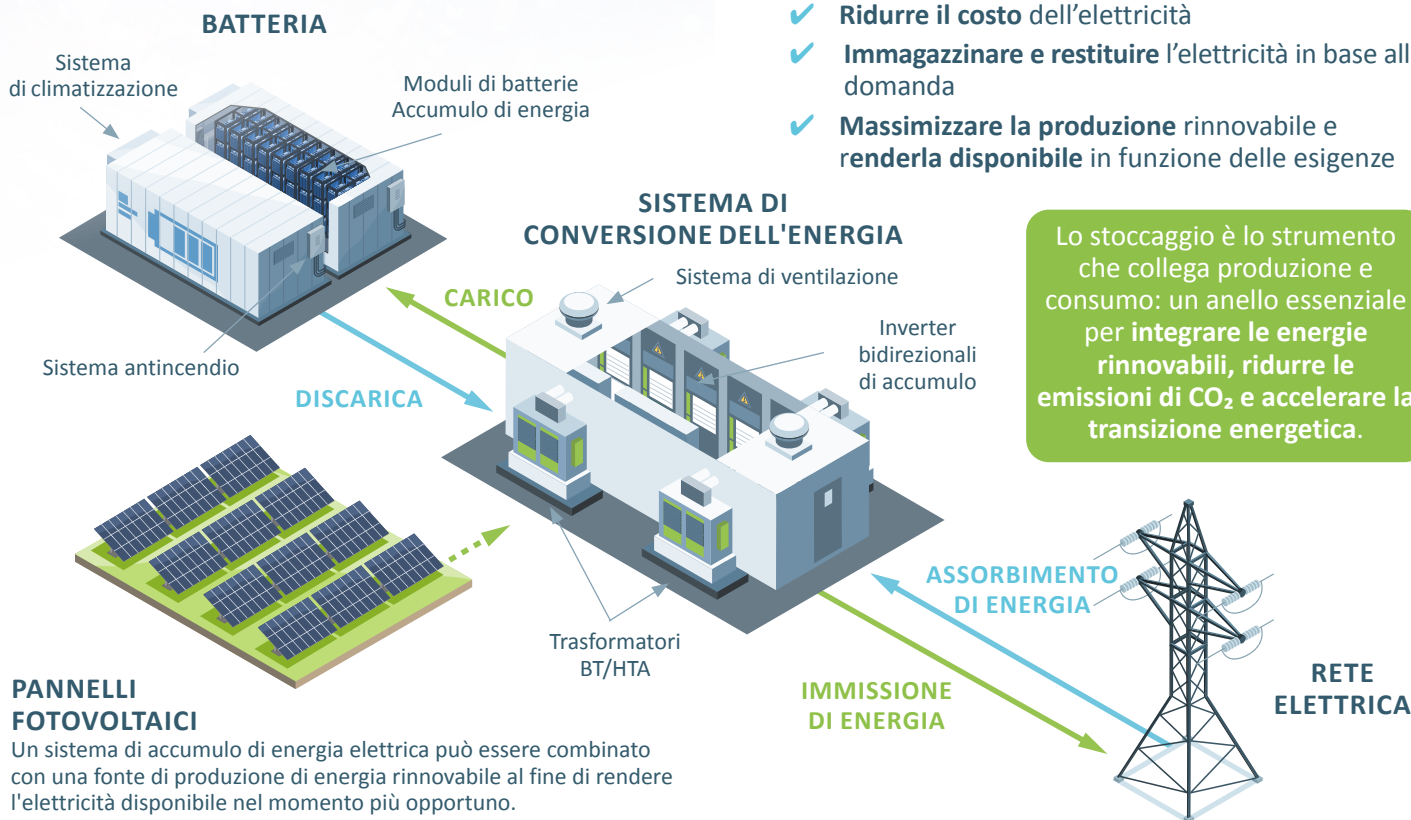 BATTERIA
Sistema
di climatizzazione
Moduli di batterie
Accumulo di energia
Sistema antincendio
✔ Ridurre il costo dell'elettricità
✔ Immagazzinare e restituire l'elettricità in base all
domanda
✔ Massimizzare la produzione rinnovabile e
renderla disponibile in funzione delle esigenze
SISTEMA DI
CONVERSIONE DELL'ENERGIA
Sistema di ventilazione
Inverter
bidirezionali
di accumulo
CARICO
DISCARICA
Lo stoccaggio è lo strumento
che collega produzione e
consumo: un anello essenziale
per integrare le energie
rinnovabili, ridurre le
emissioni di CO₂ e accelerare la
transizione energetica.
Trasformatori
BT/HTA
ASSORBIMENTO
DI ENERGIA
IMMISSIONE
DI ENERGIA
RETE
ELETTRICA
PANNELLI
FOTOVOLTAICI
Un sistema di accumulo di energia elettrica può essere combinato
con una fonte di produzione di energia rinnovabile al fine di rendere
l'elettricità disponibile nel momento più opportuno.